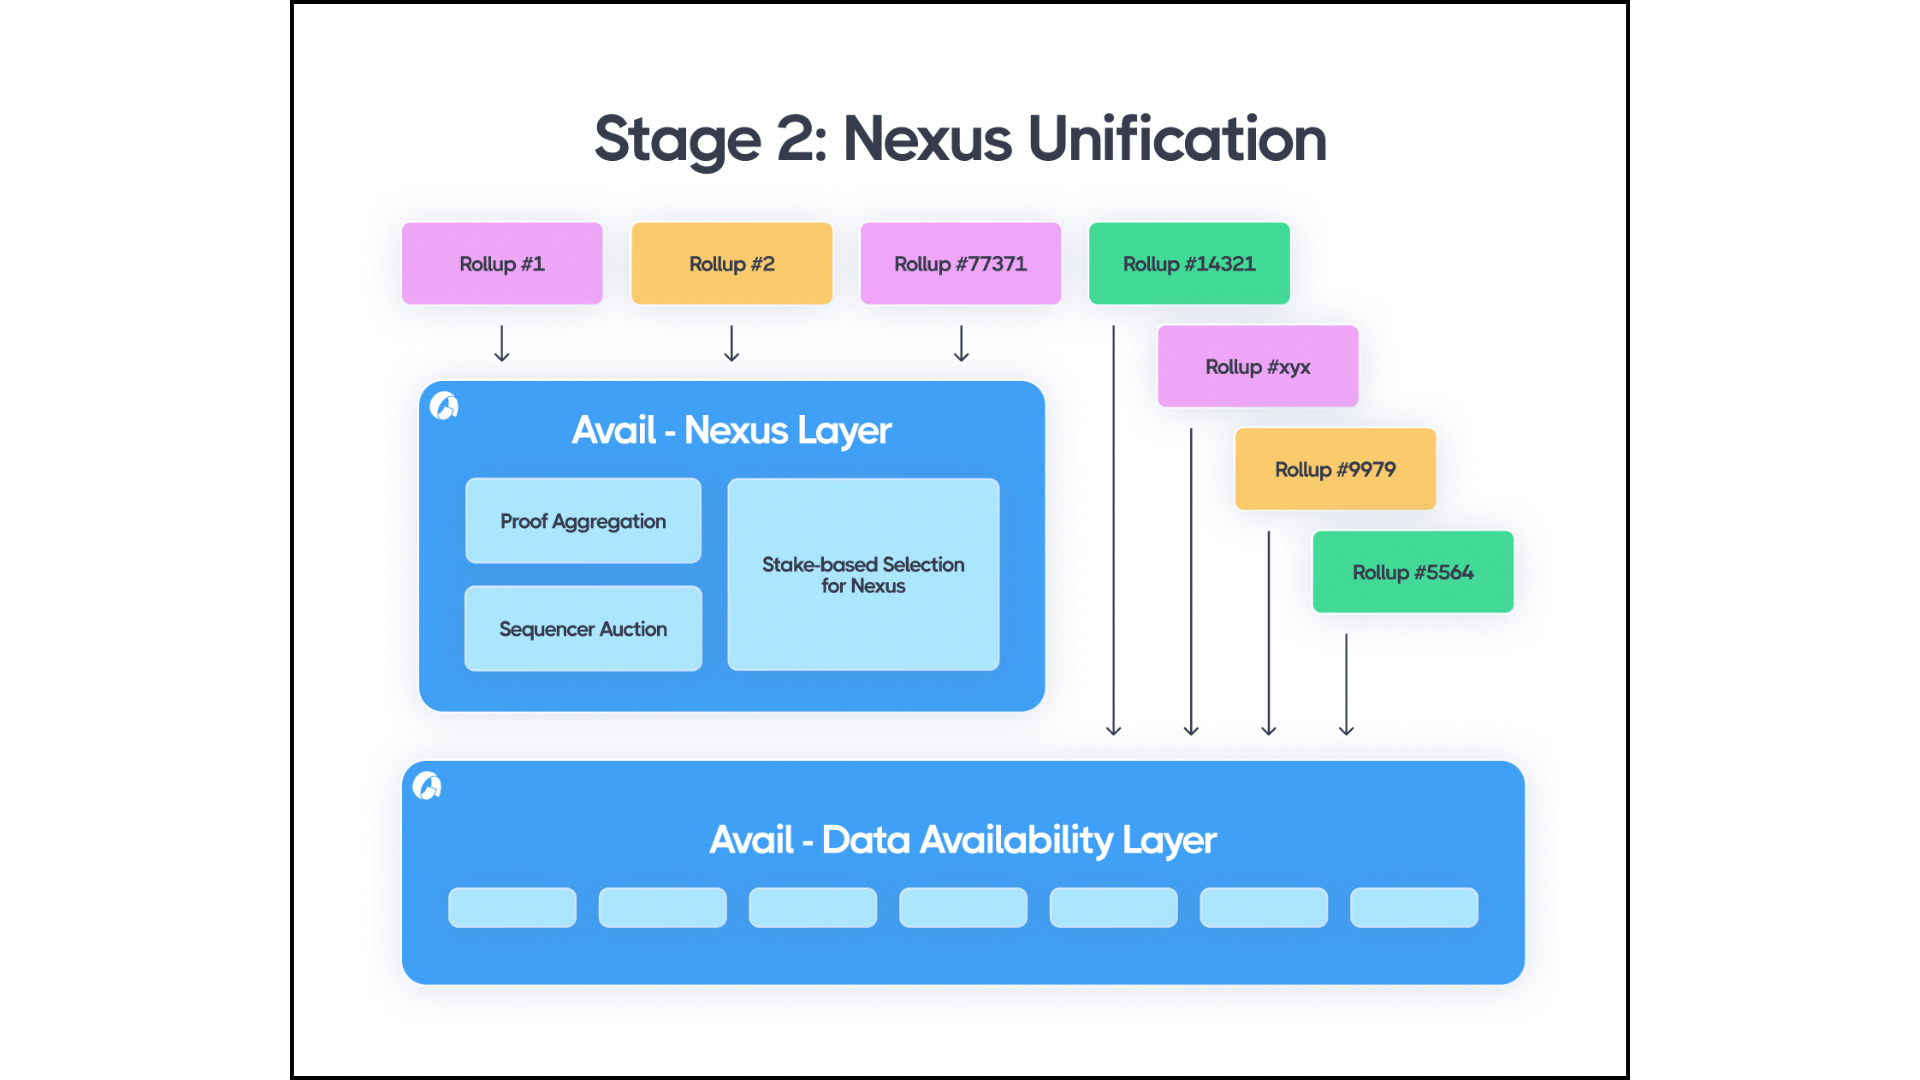 Stage 2: Nexus Unification
Rollup #1
Rollup #2
Rollup #77371
Rollup #14321
Rollup #xyx
Rollup #9979
Rollup #5564
Avail - Nexus Layer
Proof Aggregation
Sequencer Auction
Stake-based Selection
for Nexus
Avail - Data Availability Layer